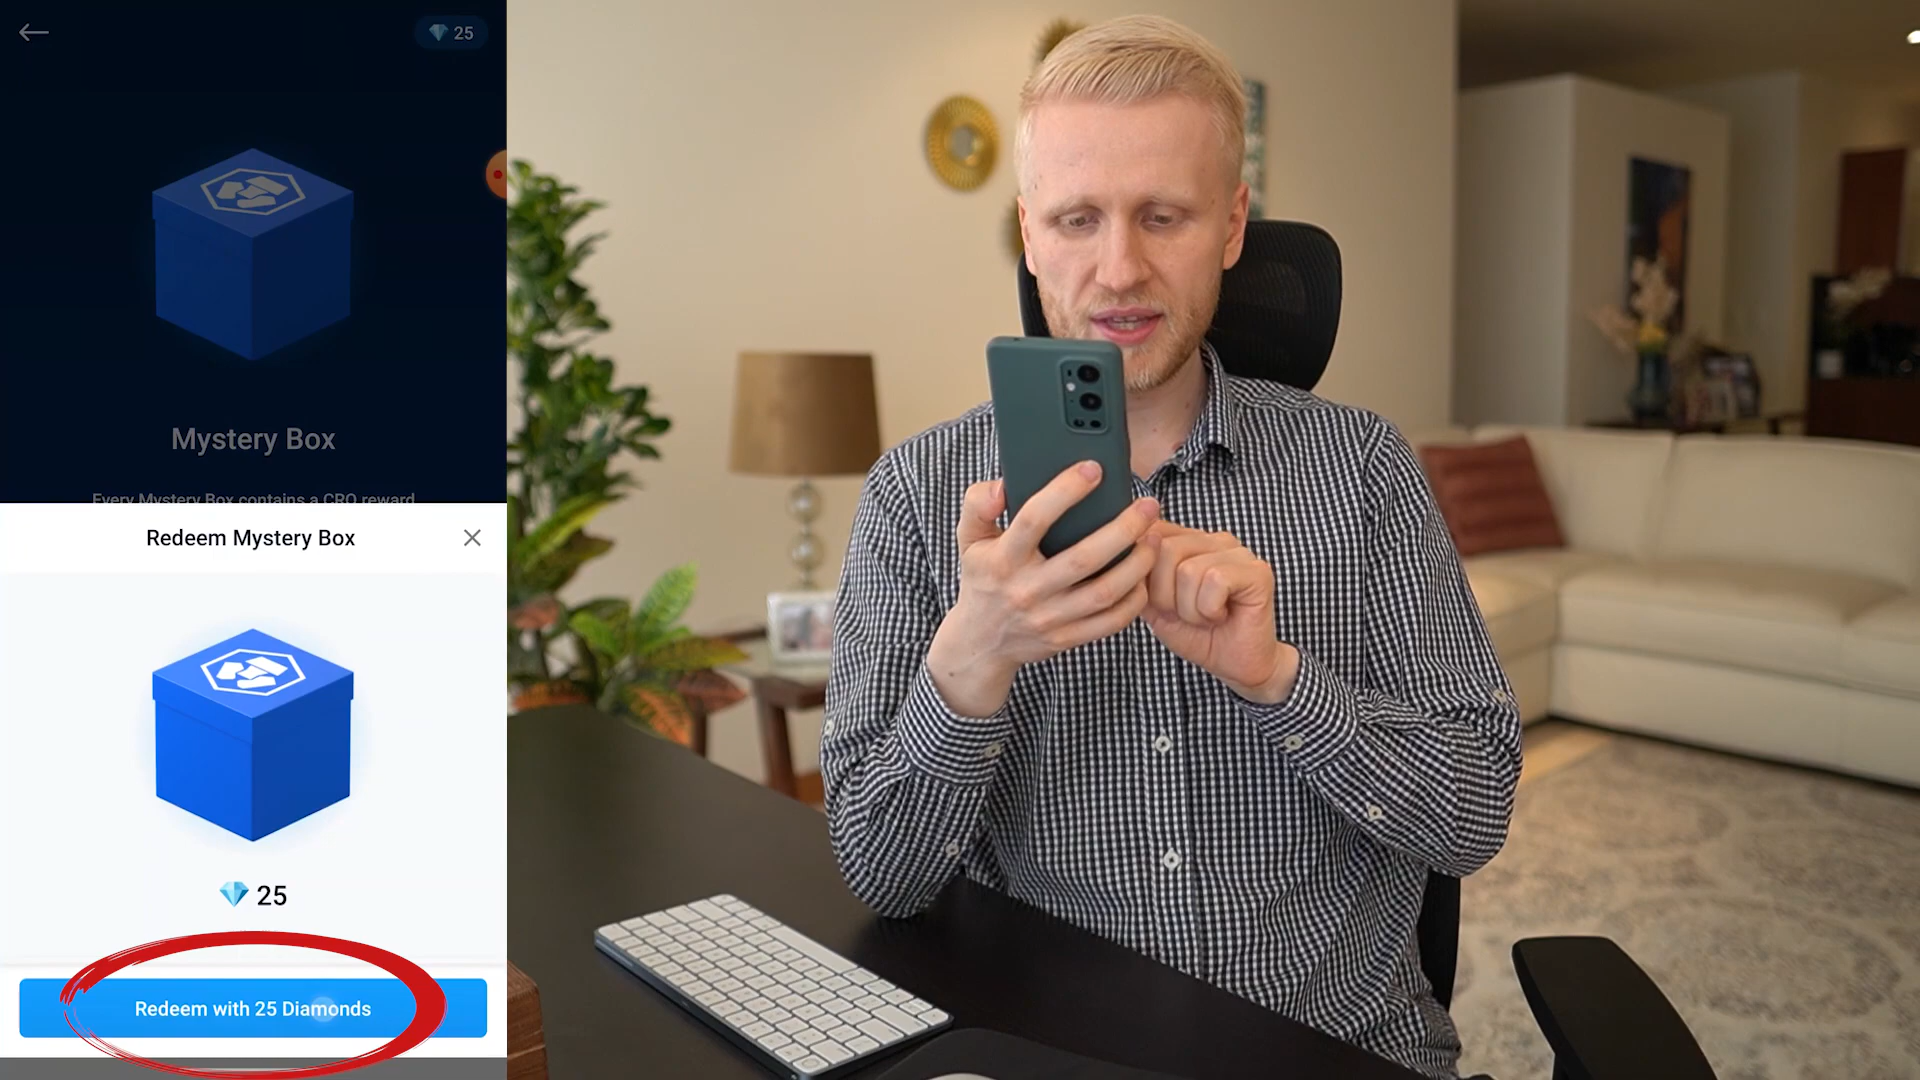 25
Mystery Box
Every Mystery Box contains a CRO reward
Redeem Mystery Box
25
Redeem with 25 Diamonds